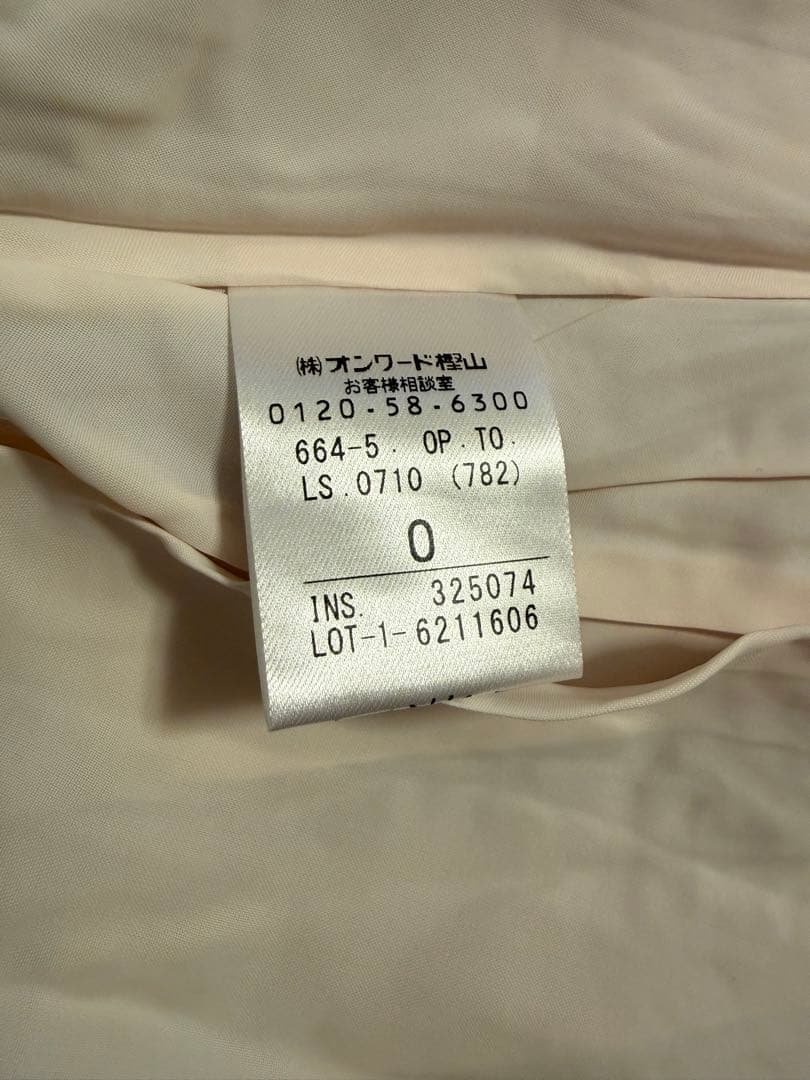 (株)オンワード樫山
お客様相談室
0120-58-6300
664-5. OP.TO.
LS.0710 (782)
0
INS. 325074
LOT-1-6211606